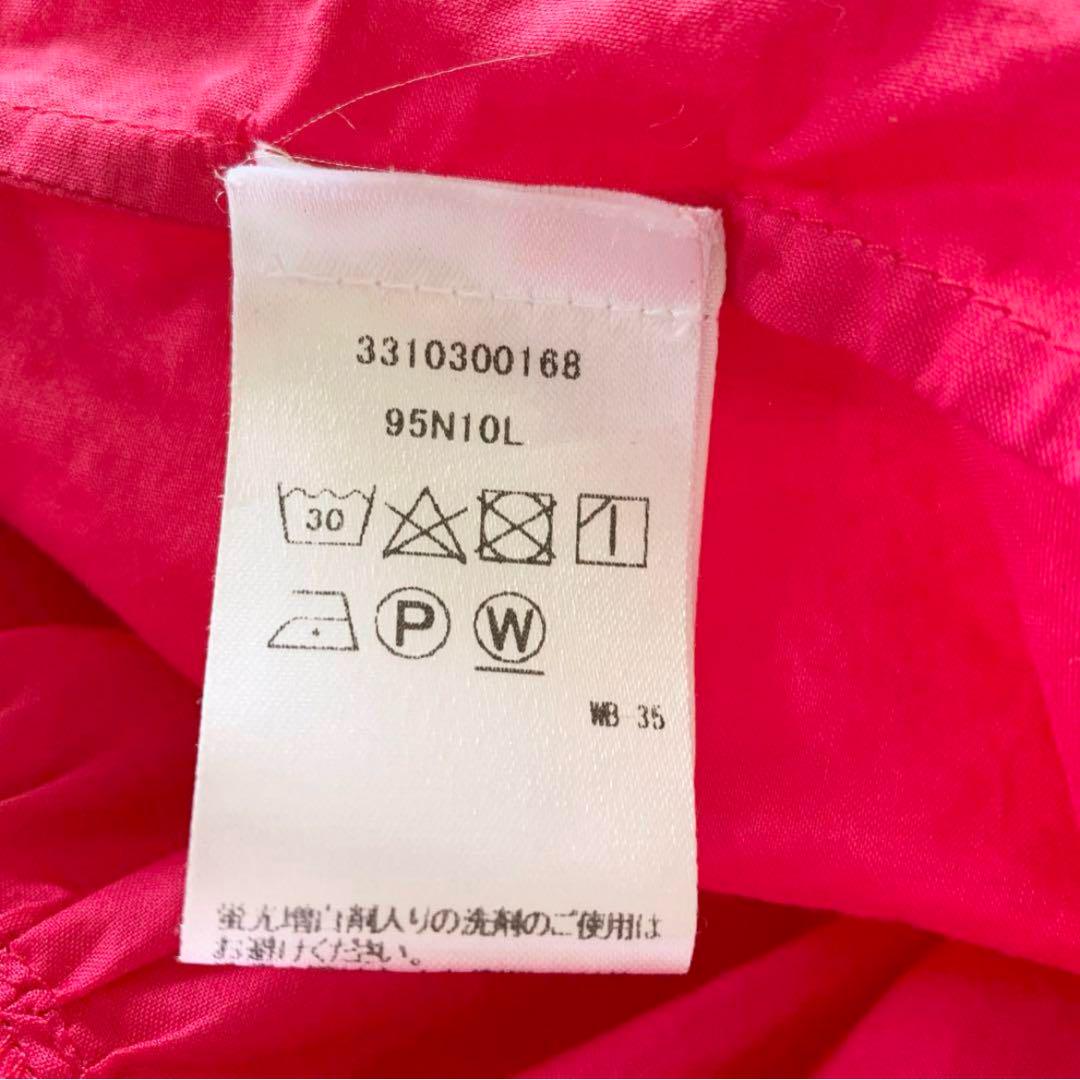 3310300168
95N10L
30
P W
WB-35
蛍光増白剤入りの洗剤のご使用は
お避けください。